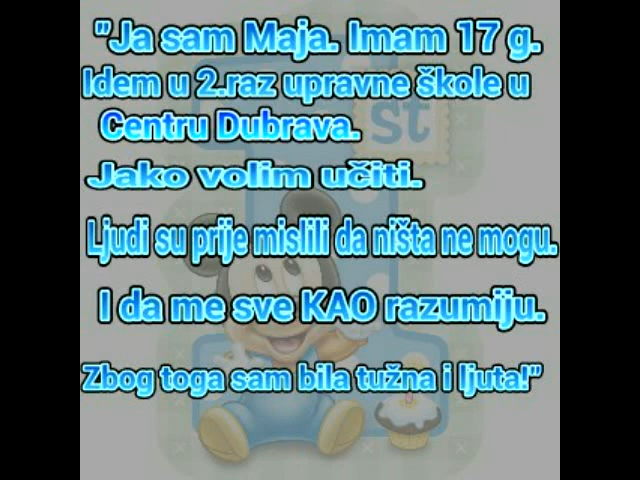 "Ja sam Maja. Imam 17 g.
Idem u 2.raz upravne škole u
Centru Dubrava.
st
Jako volim učiti.
Ljudi su prije mislili da ništa ne mogu.
I da me sve KAO razumiju.
Zbog toga sam bila tužna i ljuta!"